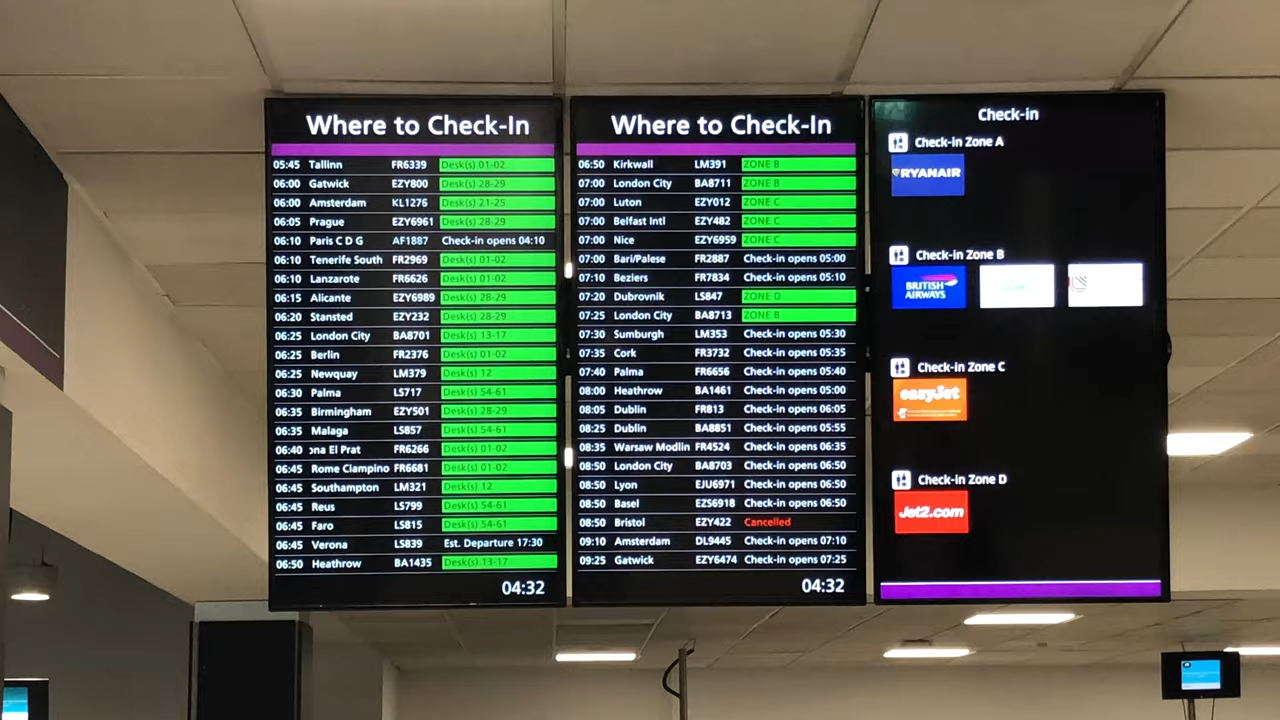 Where to Check-In
05:45 Tallinn FR6339 Desk(s) 01-02
06:00 Gatwick EZY800 Desk(s) 28-29
06:00 Amsterdam KL1276 Desk(s) 21-25
06:05 Prague EZY6961 Desk(s) 28-29
06:10 Paris C D G AF1887 Check-in opens 04:10
06:10 Tenerife South FR2969 Desk(s) 01-02
06:10 Lanzarote FR6626 Desk(s) 01-02
06:15 Alicante EZY6989 Desk(s) 28-29
06:20 Stansted EZY232 Desk(s) 28-29
06:25 London City BA8701 Desk(s) 13-17
06:25 Berlin FR2376 Desk(s) 01-02
06:25 Newquay LM379 Desk(s) 12
06:30 Palma LS717 Desk(s) 54-61
06:35 Birmingham EZY501 Desk(s) 28-29
06:35 Malaga LS857 Desk(s) 54-61
06:40 ona El Prat FR6266 Desk(s) 01-02
06:45 Rome Ciampino FR6681 Desk(s) 01-02
06:45 Southampton LM321 Desk(s) 12
06:45 Reus LS799 Desk(s) 54-61
06:45 Faro LS815 Desk(s) 54-61
06:45 Verona LS839 Est. Departure 17:30
06:50 Heathrow BA1435 Desk(s) 13-17
04:32
Where to Check-In
06:50 Kirkwall LM391 ZONE B
07:00 London City BA8711 ZONE B
07:00 Luton EZY012 ZONE C
07:00 Belfast Intl EZY482 ZONE C
07:00 Nice EZY6959 ZONE C
07:00 Bari/Palese FR2887 Check-in opens 05:00
07:10 Beziers FR7834 Check-in opens 05:10
07:20 Dubrovnik LS847 ZONE D
07:25 London City BA8713 ZONE B
07:30 Sumburgh LM353 Check-in opens 05:30
07:35 Cork FR3732 Check-in opens 05:35
07:40 Palma FR6656 Check-in opens 05:40
08:00 Heathrow BA1461 Check-in opens 05:00
08:05 Dublin FR813 Check-in opens 06:05
08:25 Dublin BA8851 Check-in opens 05:55
08:35 Warsaw Modlin FR4524 Check-in opens 06:35
08:50 London City BA8703 Check-in opens 06:50
08:50 Lyon EJU6971 Check-in opens 06:50
08:50 Basel EZS6918 Check-in opens 06:50
08:50 Bristol EZY422 Cancelled
09:10 Amsterdam DL9445 Check-in opens 07:10
09:25 Gatwick EZY6474 Check-in opens 07:25
04:32
Check-in
Check-in Zone A
RYANAIR
Check-in Zone B
BRITISH AIRWAYS
Check-in Zone C
easyJet
Check-in Zone D
Jet2.com